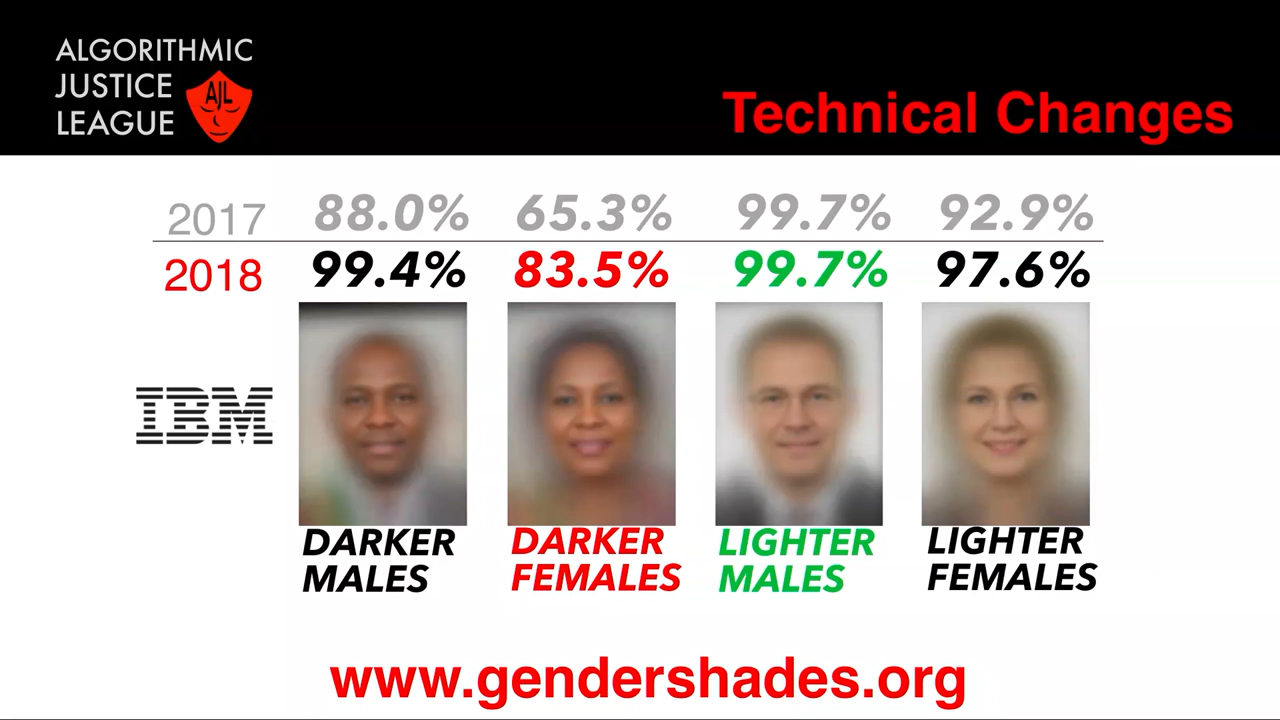 ALGORITHMIC
JUSTICE
LEAGUE
AJL
Technical Changes
2017 88.0% 65.3% 99.7% 92.9%
2018 99.4% 83.5% 99.7% 97.6%
IBM
DARKER MALES
DARKER FEMALES
LIGHTER MALES
LIGHTER FEMALES
www.gendershades.org